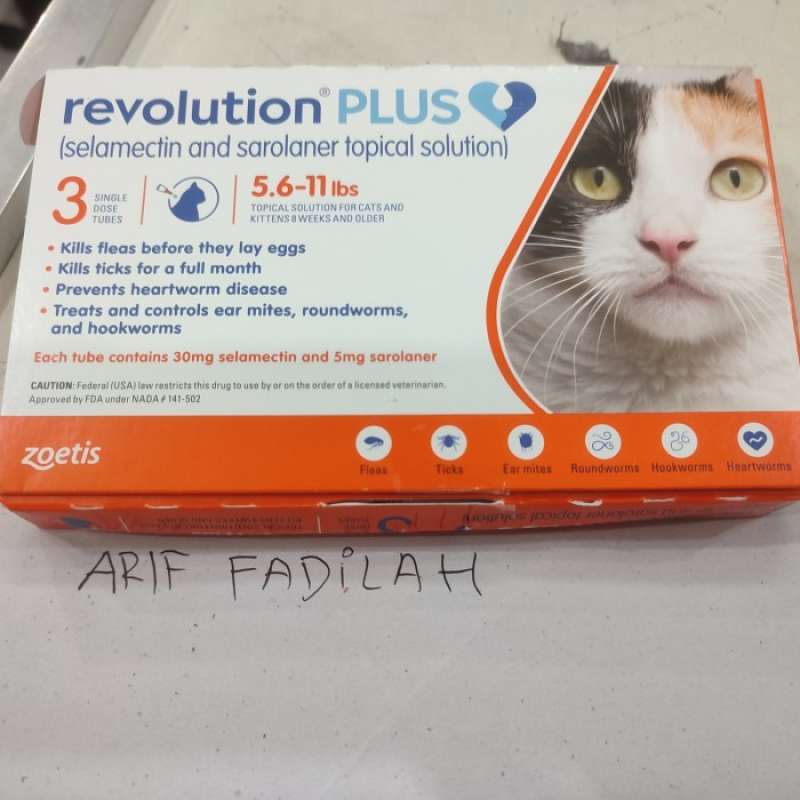 revolution® PLUS
(selamectin and sarolaner topical solution)
3 SINGLE
DOSE
TUBES
5.6-11 lbs
TOPICAL SOLUTION FOR CATS AND
KITTENS 8 WEEKS AND OLDER
• Kills fleas before they lay eggs
• Kills ticks for a full month
• Prevents heartworm disease
• Treats and controls ear mites, roundworms,
and hookworms
Each tube contains 30mg selamectin and 5mg sarolaner
CAUTION: Federal (USA) law restricts this drug to use by or on the order of a licensed veterinarian.
Approved by FDA under NADA # 141-502
zoetis
Fleas Ticks Ear mites Roundworms Hookworms Heartworms
ARIF FADiLAH